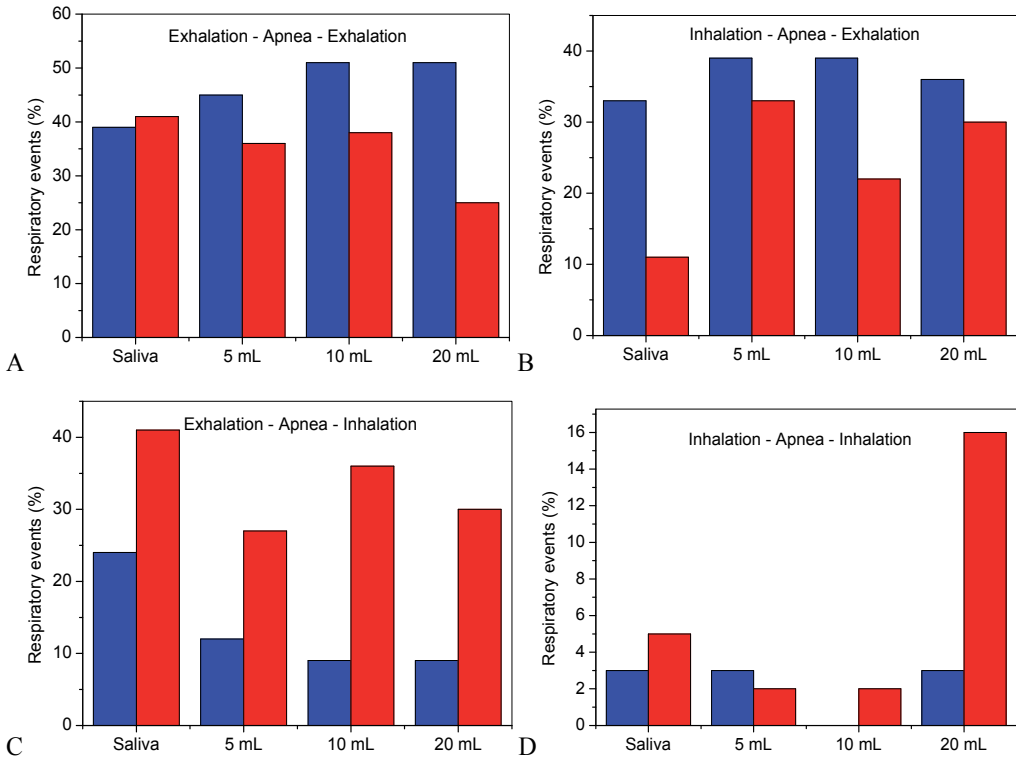 Exhalation - Apnea - Exhalation
Respiratory events (%)
60
50
40
30
20
10
0
Saliva 5 mL 10 mL 20 mL
A
Inhalation - Apnea - Exhalation
Respiratory events (%)
40
30
20
10
0
Saliva 5 mL 10 mL 20 mL
B
Exhalation - Apnea - Inhalation
Respiratory events (%)
40
30
20
10
0
Saliva 5 mL 10 mL 20 mL
C
Inhalation - Apnea - Inhalation
Respiratory events (%)
16
14
12
10
8
6
4
2
0
Saliva 5 mL 10 mL 20 mL
D